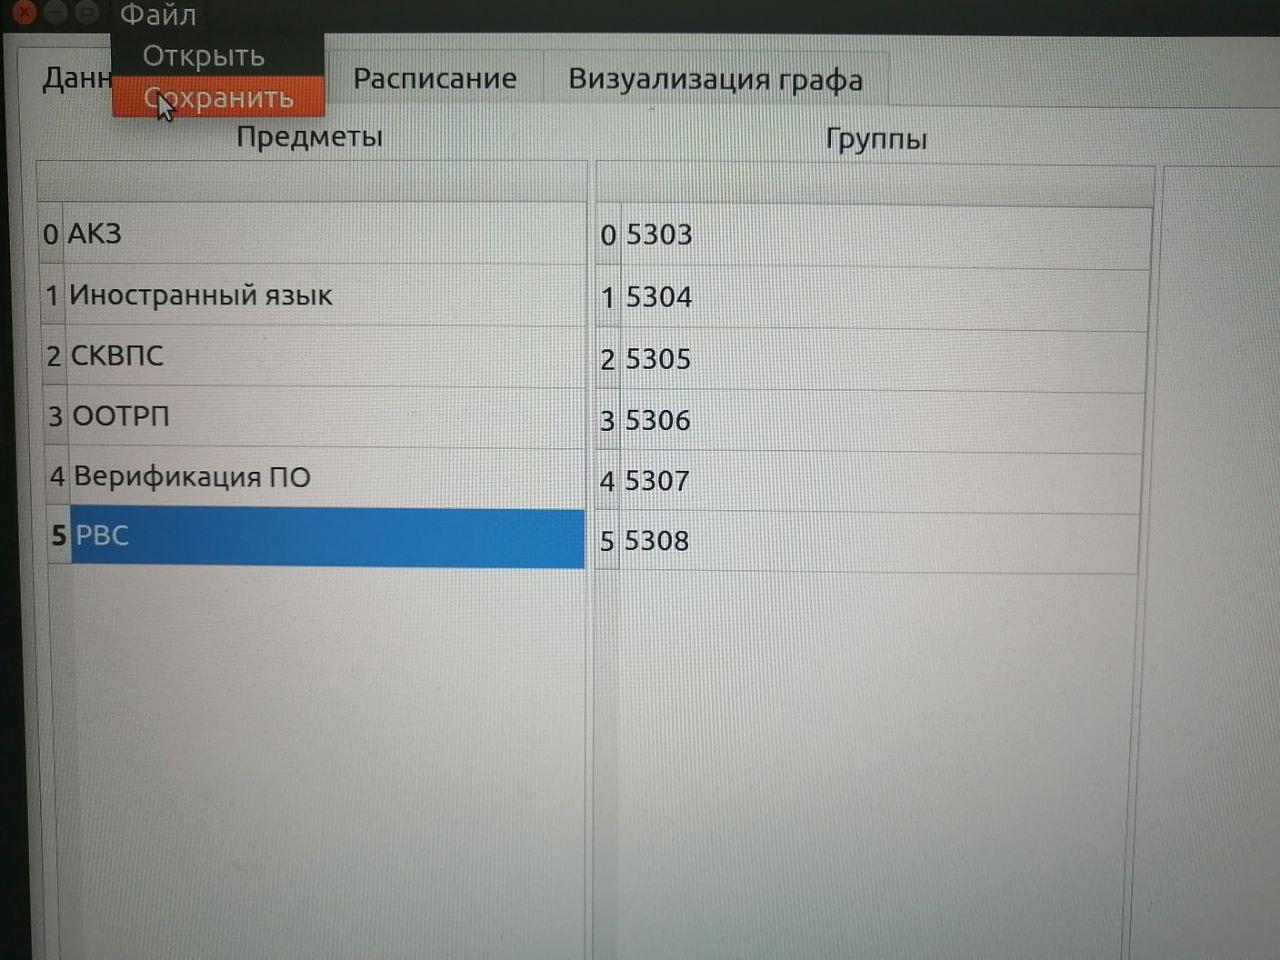 Файл
Открыть
Сохранить
Расписание
Визуализация графа
Предметы
Группы
0 АКЗ
1 Иностранный язык
2 СКВПС
3 ООТРП
4 Верификация ПО
5 РВС
0 5303
1 5304
2 5305
3 5306
4 5307
5 5308